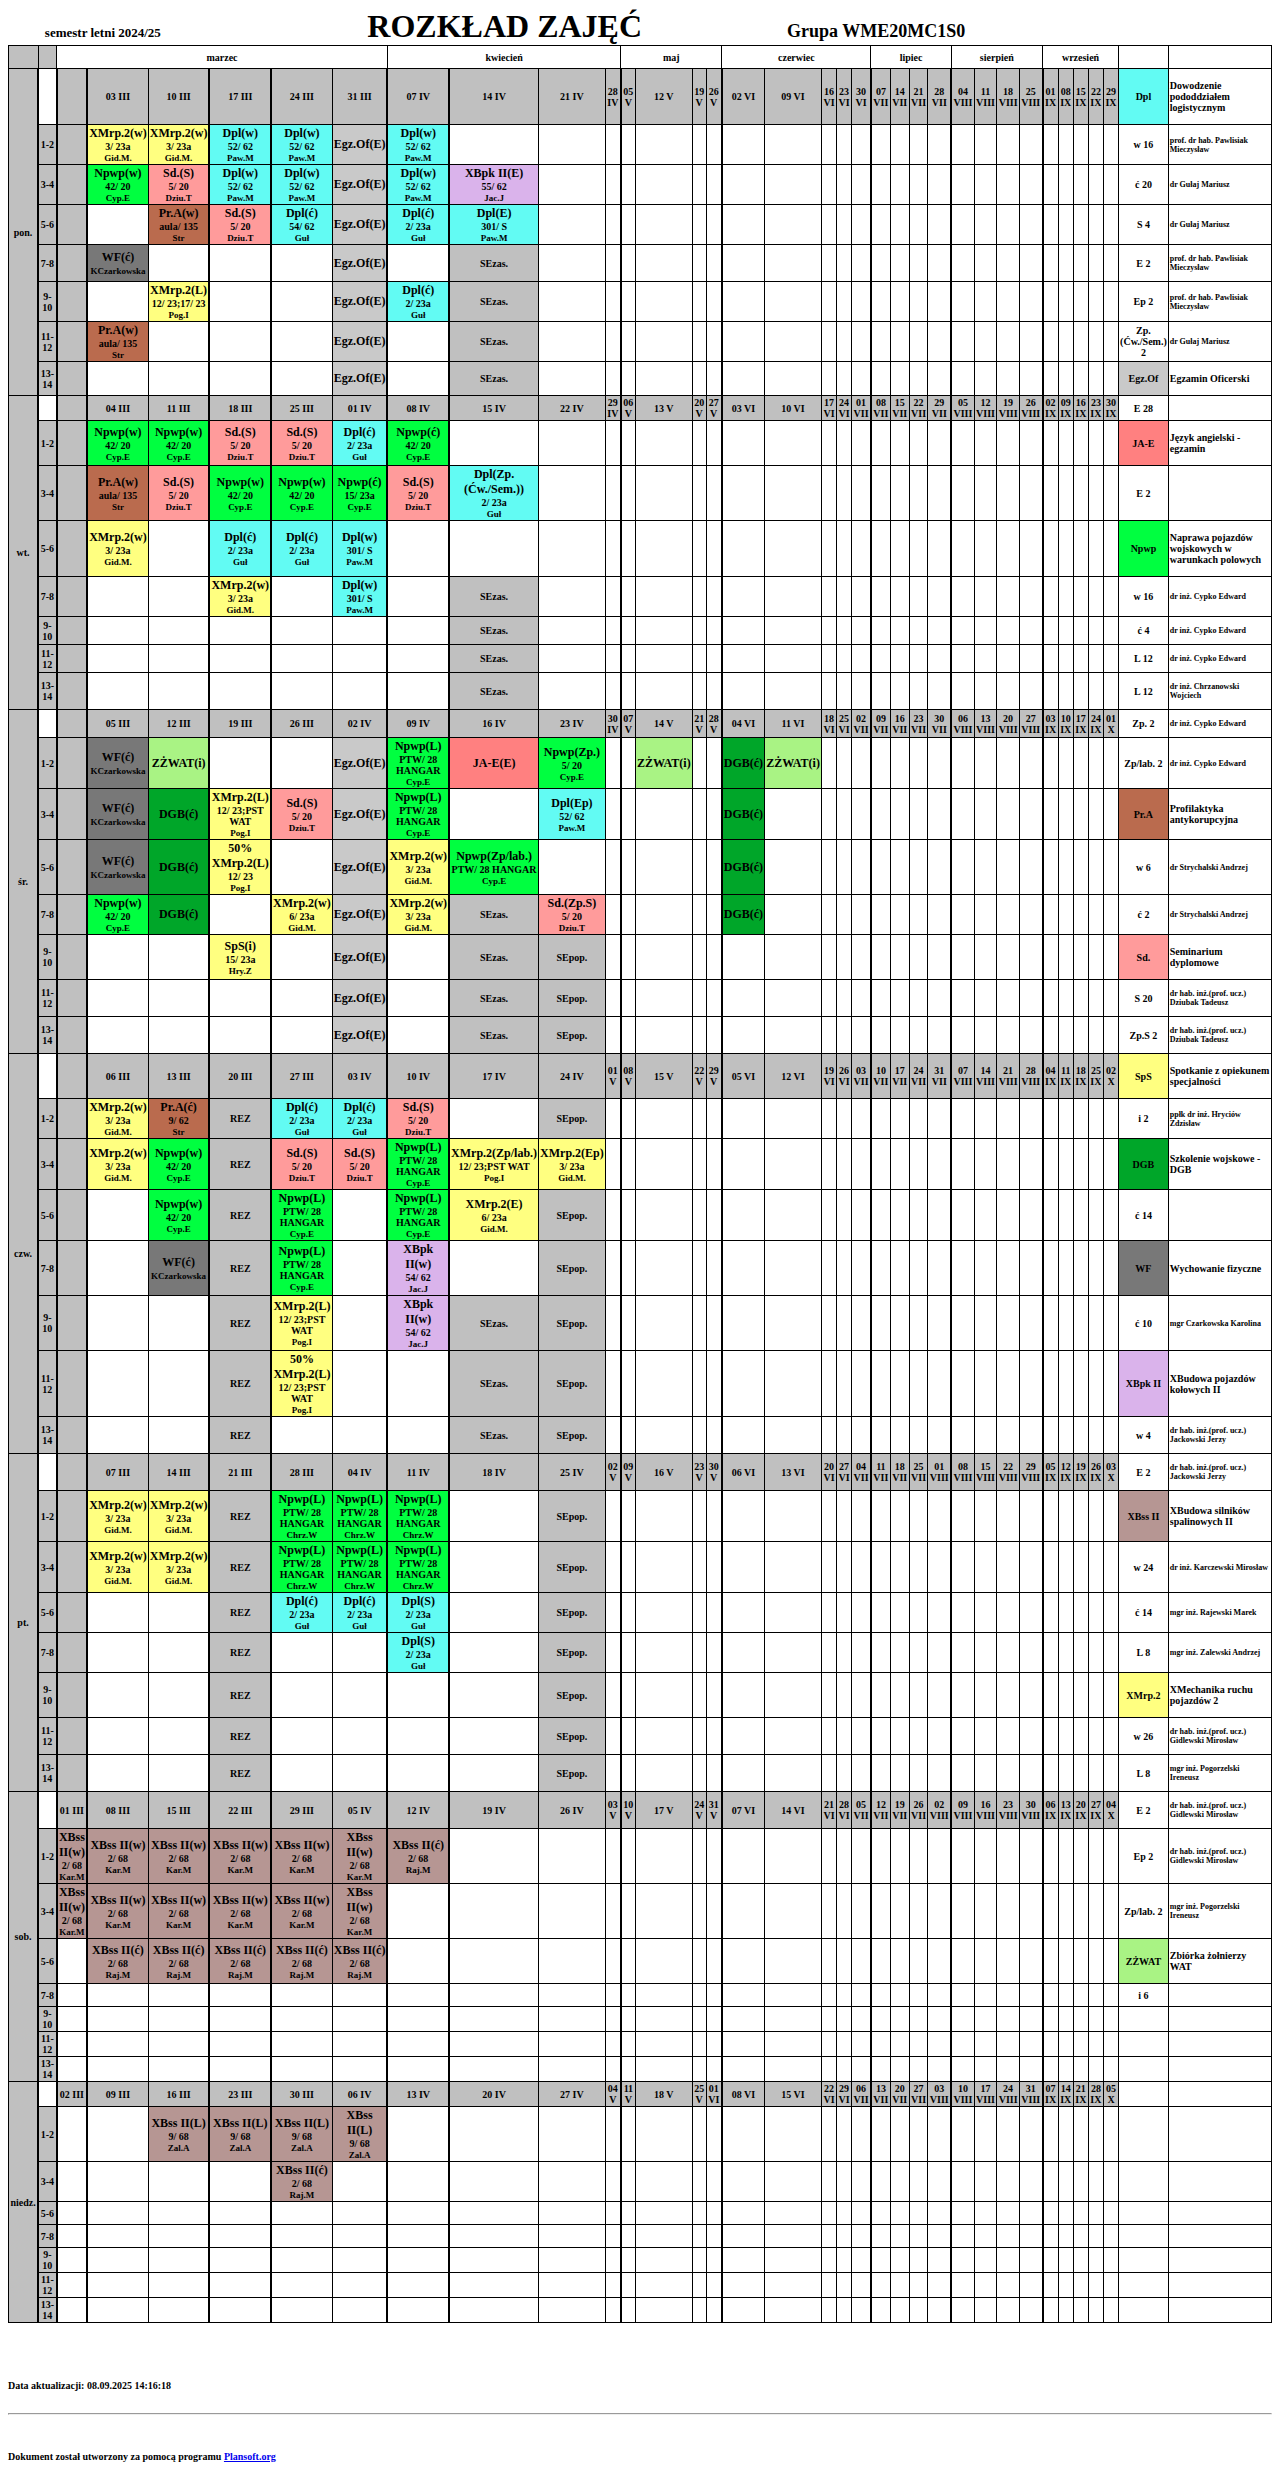 semestr letni 2024/25 ROZKŁAD ZAJĘĆ Grupa WME20MC1S0
marzec kwiecień maj czerwiec lipiec sierpień wrzesień
pon. 03 III 10 III 17 III 24 III 31 III 07 IV 14 IV 21 IV 28 IV 05 V 12 V 19 V 26 V 02 VI 09 VI 16 VI 23 VI 30 VI 07 VII 14 VII 21 VII 28 VII 04 VIII 11 VIII 18 VIII 25 VIII 01 IX 08 IX 15 IX 22 IX 29 IX Dpl Dowodzenie pododdziałem logistycznym
1-2 XMrp.2(w) 3/ 23a Gid.M. XMrp.2(w) 3/ 23a Gid.M. Dpl(w) 52/ 62 Paw.M Dpl(w) 52/ 62 Paw.M Egz.Of(E) Dpl(w) 52/ 62 Paw.M w 16 prof. dr hab. Pawlisiak Mieczysław
3-4 Npwp(w) 42/ 20 Cyp.E Sd.(S) 5/ 20 Dziu.T Dpl(w) 52/ 62 Paw.M Dpl(w) 52/ 62 Paw.M Egz.Of(E) Dpl(w) 52/ 62 Paw.M XBpk II(E) 55/ 62 Jac.J ć 20 dr Gułaj Mariusz
5-6 Pr.A(w) aula/ 135 Str Sd.(S) 5/ 20 Dziu.T Dpl(ć) 54/ 62 Guł Egz.Of(E) Dpl(ć) 2/ 23a Guł Dpl(E) 301/ S Paw.M S 4 dr Gułaj Mariusz
7-8 WF(ć) KCzarkowska Egz.Of(E) SEzas. E 2 prof. dr hab. Pawlisiak Mieczysław
9-10 XMrp.2(L) 12/ 23;17/ 23 Pog.I Egz.Of(E) Dpl(ć) 2/ 23a Guł SEzas. Ep 2 prof. dr hab. Pawlisiak Mieczysław
11-12 Pr.A(w) aula/ 135 Str Egz.Of(E) SEzas. Zp.(Ćw./Sem.) 2 dr Gułaj Mariusz
13-14 Egz.Of(E) SEzas. Egz.Of Egzamin Oficerski
wt. 04 III 11 III 18 III 25 III 01 IV 08 IV 15 IV 22 IV 29 IV 06 V 13 V 20 V 27 V 03 VI 10 VI 17 VI 24 VI 01 VII 08 VII 15 VII 22 VII 29 VII 05 VIII 12 VIII 19 VIII 26 VIII 02 IX 09 IX 16 IX 23 IX 30 IX E 28
1-2 Npwp(w) 42/ 20 Cyp.E Npwp(w) 42/ 20 Cyp.E Sd.(S) 5/ 20 Dziu.T Sd.(S) 5/ 20 Dziu.T Dpl(ć) 2/ 23a Guł Npwp(ć) 42/ 20 Cyp.E JA-E Język angielski - egzamin
3-4 Pr.A(w) aula/ 135 Str Sd.(S) 5/ 20 Dziu.T Npwp(w) 42/ 20 Cyp.E Npwp(w) 42/ 20 Cyp.E Npwp(ć) 15/ 23a Cyp.E Sd.(S) 5/ 20 Dziu.T Dpl(Zp.(Ćw./Sem.)) 2/ 23a Guł E 2
5-6 XMrp.2(w) 3/ 23a Gid.M. Dpl(ć) 2/ 23a Guł Dpl(ć) 2/ 23a Guł Dpl(w) 301/ S Paw.M Npwp Naprawa pojazdów wojskowych w warunkach polowych
7-8 XMrp.2(w) 3/ 23a Gid.M. Dpl(w) 301/ S Paw.M SEzas. w 16 dr inż. Cypko Edward
9-10 SEzas. ć 4 dr inż. Cypko Edward
11-12 SEzas. L 12 dr inż. Cypko Edward
13-14 SEzas. L 12 dr inż. Chrzanowski Wojciech
śr. 05 III 12 III 19 III 26 III 02 IV 09 IV 16 IV 23 IV 30 IV 07 V 14 V 21 V 28 V 04 VI 11 VI 18 VI 25 VI 02 VII 09 VII 16 VII 23 VII 30 VII 06 VIII 13 VIII 20 VIII 27 VIII 03 IX 10 IX 17 IX 24 IX 01 X Zp. 2 dr inż. Cypko Edward
1-2 WF(ć) KCzarkowska ZŻWAT(i) Egz.Of(E) Npwp(L) PTW/ 28 HANGAR Cyp.E JA-E(E) Npwp(Zp.) 5/ 20 Cyp.E ZŻWAT(i) DGB(ć) ZŻWAT(i) Zp/lab. 2 dr inż. Cypko Edward
3-4 WF(ć) KCzarkowska DGB(ć) XMrp.2(L) 12/ 23;PST WAT Pog.I Sd.(S) 5/ 20 Dziu.T Egz.Of(E) Npwp(L) PTW/ 28 HANGAR Cyp.E Dpl(Ep) 52/ 62 Paw.M DGB(ć) Pr.A Profilaktyka antykorupcyjna
5-6 WF(ć) KCzarkowska DGB(ć) 50% XMrp.2(L) 12/ 23 Pog.I Egz.Of(E) XMrp.2(w) 3/ 23a Gid.M. Npwp(Zp/lab.) PTW/ 28 HANGAR Cyp.E DGB(ć) w 6 dr Strychalski Andrzej
7-8 Npwp(w) 42/ 20 Cyp.E DGB(ć) XMrp.2(w) 6/ 23a Gid.M. Egz.Of(E) XMrp.2(w) 3/ 23a Gid.M. SEzas. Sd.(Zp.S) 5/ 20 Dziu.T DGB(ć) ć 2 dr Strychalski Andrzej
9-10 SpS(i) 15/ 23a Hry.Z Egz.Of(E) SEzas. SEpop. Sd. Seminarium dyplomowe
11-12 Egz.Of(E) SEzas. SEpop. S 20 dr hab. inż.(prof. ucz.) Dziubak Tadeusz
13-14 Egz.Of(E) SEzas. SEpop. Zp.S 2 dr hab. inż.(prof. ucz.) Dziubak Tadeusz
czw. 06 III 13 III 20 III 27 III 03 IV 10 IV 17 IV 24 IV 01 V 08 V 15 V 22 V 29 V 05 VI 12 VI 19 VI 26 VI 03 VII 10 VII 17 VII 24 VII 31 VII 07 VIII 14 VIII 21 VIII 28 VIII 04 IX 11 IX 18 IX 25 IX 02 X SpS Spotkanie z opiekunem specjalności
1-2 XMrp.2(w) 3/ 23a Gid.M. Pr.A(ć) 9/ 62 Str REZ Dpl(ć) 2/ 23a Guł Dpl(ć) 2/ 23a Guł Sd.(S) 5/ 20 Dziu.T SEpop. i 2 ppłk dr inż. Hryciów Zdzisław
3-4 XMrp.2(w) 3/ 23a Gid.M. Npwp(w) 42/ 20 Cyp.E REZ Sd.(S) 5/ 20 Dziu.T Sd.(S) 5/ 20 Dziu.T Npwp(L) PTW/ 28 HANGAR Cyp.E XMrp.2(Zp/lab.) 12/ 23;PST WAT Pog.I XMrp.2(Ep) 3/ 23a Gid.M. DGB Szkolenie wojskowe - DGB
5-6 Npwp(w) 42/ 20 Cyp.E REZ Npwp(L) PTW/ 28 HANGAR Cyp.E Npwp(L) PTW/ 28 HANGAR Cyp.E XMrp.2(E) 6/ 23a Gid.M. SEpop. ć 14
7-8 WF(ć) KCzarkowska REZ Npwp(L) PTW/ 28 HANGAR Cyp.E XBpk II(w) 54/ 62 Jac.J SEpop. WF Wychowanie fizyczne
9-10 REZ XMrp.2(L) 12/ 23;PST WAT Pog.I XBpk II(w) 54/ 62 Jac.J SEzas. SEpop. ć 10 mgr Czarkowska Karolina
11-12 REZ 50% XMrp.2(L) 12/ 23;PST WAT Pog.I SEzas. SEpop. XBpk II XBudowa pojazdów kołowych II
13-14 REZ SEzas. SEpop. w 4 dr hab. inż.(prof. ucz.) Jackowski Jerzy
pt. 07 III 14 III 21 III 28 III 04 IV 11 IV 18 IV 25 IV 02 V 09 V 16 V 23 V 30 V 06 VI 13 VI 20 VI 27 VI 04 VII 11 VII 18 VII 25 VII 01 VIII 08 VIII 15 VIII 22 VIII 29 VIII 05 IX 12 IX 19 IX 26 IX 03 X E 2 dr hab. inż.(prof. ucz.) Jackowski Jerzy
1-2 XMrp.2(w) 3/ 23a Gid.M. XMrp.2(w) 3/ 23a Gid.M. REZ Npwp(L) PTW/ 28 HANGAR Chrz.W Npwp(L) PTW/ 28 HANGAR Chrz.W Npwp(L) PTW/ 28 HANGAR Chrz.W SEpop. XBss II XBudowa silników spalinowych II
3-4 XMrp.2(w) 3/ 23a Gid.M. XMrp.2(w) 3/ 23a Gid.M. REZ Npwp(L) PTW/ 28 HANGAR Chrz.W Npwp(L) PTW/ 28 HANGAR Chrz.W Npwp(L) PTW/ 28 HANGAR Chrz.W SEpop. w 24 dr inż. Karczewski Mirosław
5-6 REZ Dpl(ć) 2/ 23a Guł Dpl(ć) 2/ 23a Guł Dpl(S) 2/ 23a Guł SEpop. ć 14 mgr inż. Rajewski Marek
7-8 REZ Dpl(S) 2/ 23a Guł SEpop. L 8 mgr inż. Zalewski Andrzej
9-10 REZ SEpop. XMrp.2 XMechanika ruchu pojazdów 2
11-12 REZ SEpop. w 26 dr hab. inż.(prof. ucz.) Gidlewski Mirosław
13-14 REZ SEpop. L 8 mgr inż. Pogorzelski Ireneusz
sob. 01 III 08 III 15 III 22 III 29 III 05 IV 12 IV 19 IV 26 IV 03 V 10 V 17 V 24 V 31 V 07 VI 14 VI 21 VI 28 VI 05 VII 12 VII 19 VII 26 VII 02 VIII 09 VIII 16 VIII 23 VIII 30 VIII 06 IX 13 IX 20 IX 27 IX 04 X E 2 dr hab. inż.(prof. ucz.) Gidlewski Mirosław
1-2 XBss II(w) 2/ 68 Kar.M XBss II(w) 2/ 68 Kar.M XBss II(w) 2/ 68 Kar.M XBss II(w) 2/ 68 Kar.M XBss II(w) 2/ 68 Kar.M XBss II(w) 2/ 68 Kar.M XBss II(ć) 2/ 68 Raj.M Ep 2 dr hab. inż.(prof. ucz.) Gidlewski Mirosław
3-4 XBss II(w) 2/ 68 Kar.M XBss II(w) 2/ 68 Kar.M XBss II(w) 2/ 68 Kar.M XBss II(w) 2/ 68 Kar.M XBss II(w) 2/ 68 Kar.M XBss II(w) 2/ 68 Kar.M Zp/lab. 2 mgr inż. Pogorzelski Ireneusz
5-6 XBss II(ć) 2/ 68 Raj.M XBss II(ć) 2/ 68 Raj.M XBss II(ć) 2/ 68 Raj.M XBss II(ć) 2/ 68 Raj.M XBss II(ć) 2/ 68 Raj.M ZŻWAT Zbiórka żołnierzy WAT
7-8 i 6
9-10
11-12
13-14
niedz. 02 III 09 III 16 III 23 III 30 III 06 IV 13 IV 20 IV 27 IV 04 V 11 V 18 V 25 V 01 VI 08 VI 15 VI 22 VI 29 VI 06 VII 13 VII 20 VII 27 VII 03 VIII 10 VIII 17 VIII 24 VIII 31 VIII 07 IX 14 IX 21 IX 28 IX 05 X
1-2 XBss II(L) 9/ 68 Zal.A XBss II(L) 9/ 68 Zal.A XBss II(L) 9/ 68 Zal.A XBss II(L) 9/ 68 Zal.A
3-4 XBss II(ć) 2/ 68 Raj.M
5-6
7-8
9-10
11-12
13-14
Data aktualizacji: 08.09.2025 14:16:18
Dokument został utworzony za pomocą programu Plansoft.org